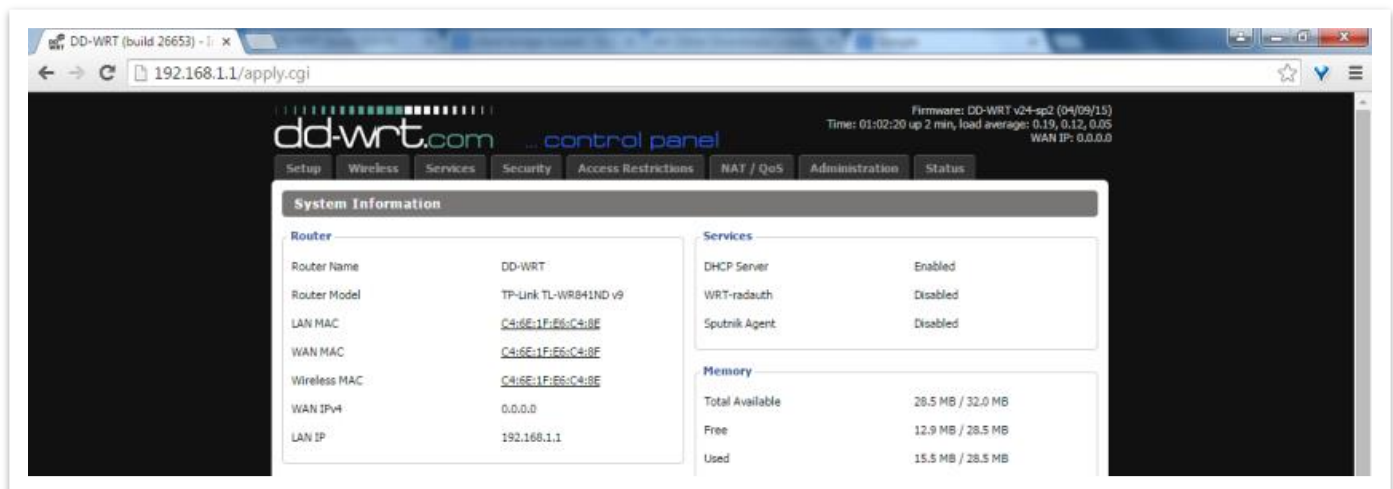 DD-WRT (build 26653) - I
192.168.1.1/apply.cgi
dd-wrt.com ... control panel
Firmware: DD-WRT v24-sp2 (04/09/15)
Time: 01:02:20 up 2 min, load average: 0.19, 0.12, 0.05
WAN IP: 0.0.0.0
Setup Wireless Services Security Access Restrictions NAT / QoS Administration Status
System Information
Router
Router Name DD-WRT
Router Model TP-Link TL-WR841ND v9
LAN MAC C4:6E:1F:E6:C4:8E
WAN MAC C4:6E:1F:E6:C4:8F
Wireless MAC C4:6E:1F:E6:C4:8E
WAN IPv4 0.0.0.0
LAN IP 192.168.1.1
Services
DHCP Server Enabled
WRT-radauth Disabled
Sputnik Agent Disabled
Memory
Total Available 28.5 MB / 32.0 MB
Free 12.9 MB / 28.5 MB
Used 15.5 MB / 28.5 MB